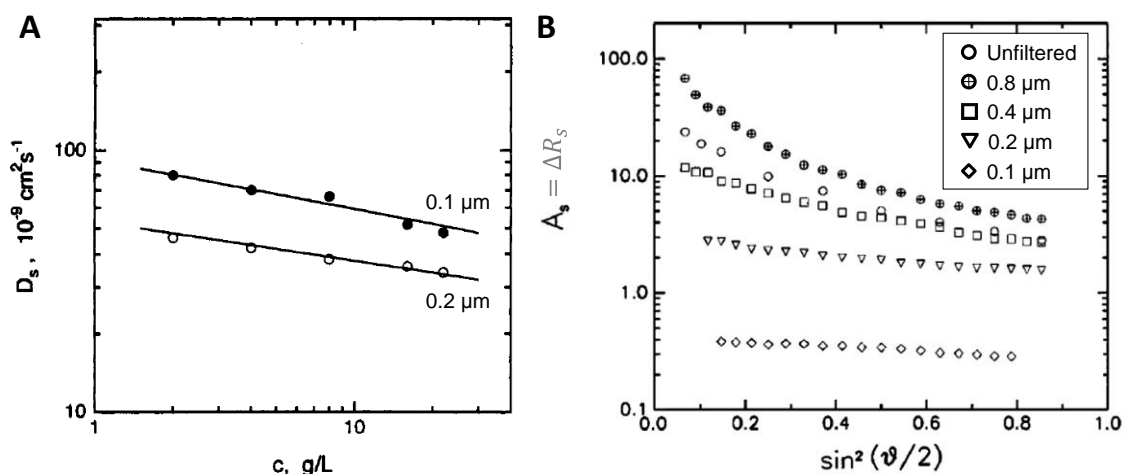 A
D_s, 10⁻⁹ cm²s⁻¹
100
10
0.1 µm
0.2 µm
1
10
c, g/L
B
A_s = ΔR_s
100.0
10.0
1.0
0.1
Unfiltered
0.8 µm
0.4 µm
0.2 µm
0.1 µm
0.0
0.2
0.4
0.6
0.8
1.0
sin² (ϑ/2)